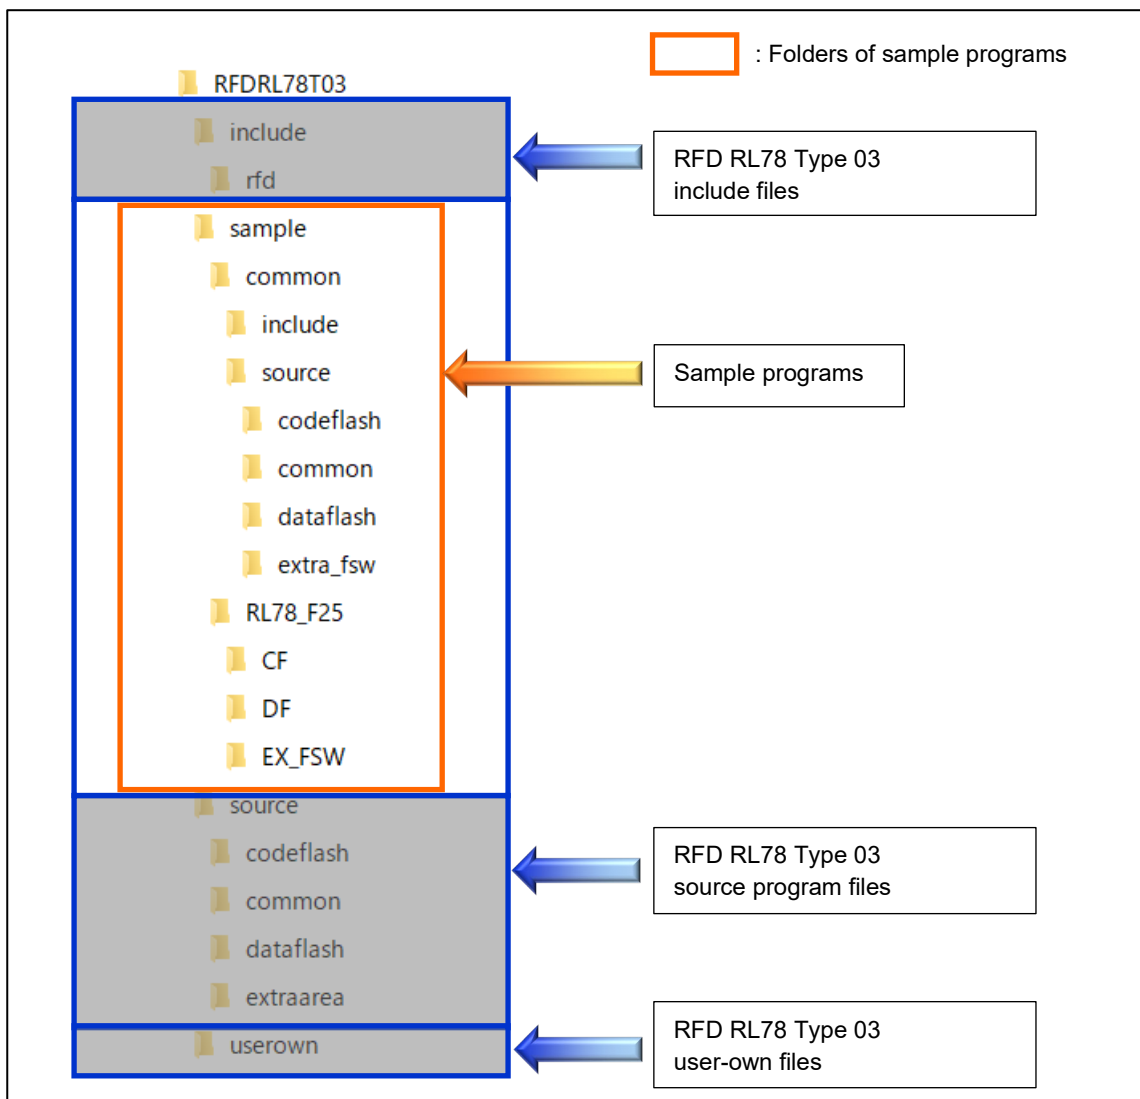 : Folders of sample programs
RFDRL78T03
include
rfd
RFD RL78 Type 03
include files
sample
common
include
source
Sample programs
codeflash
common
dataflash
extra_fsw
RL78_F25
CF
DF
EX_FSW
source
codeflash
common
dataflash
extraarea
RFD RL78 Type 03
source program files
userown
RFD RL78 Type 03
user-own files